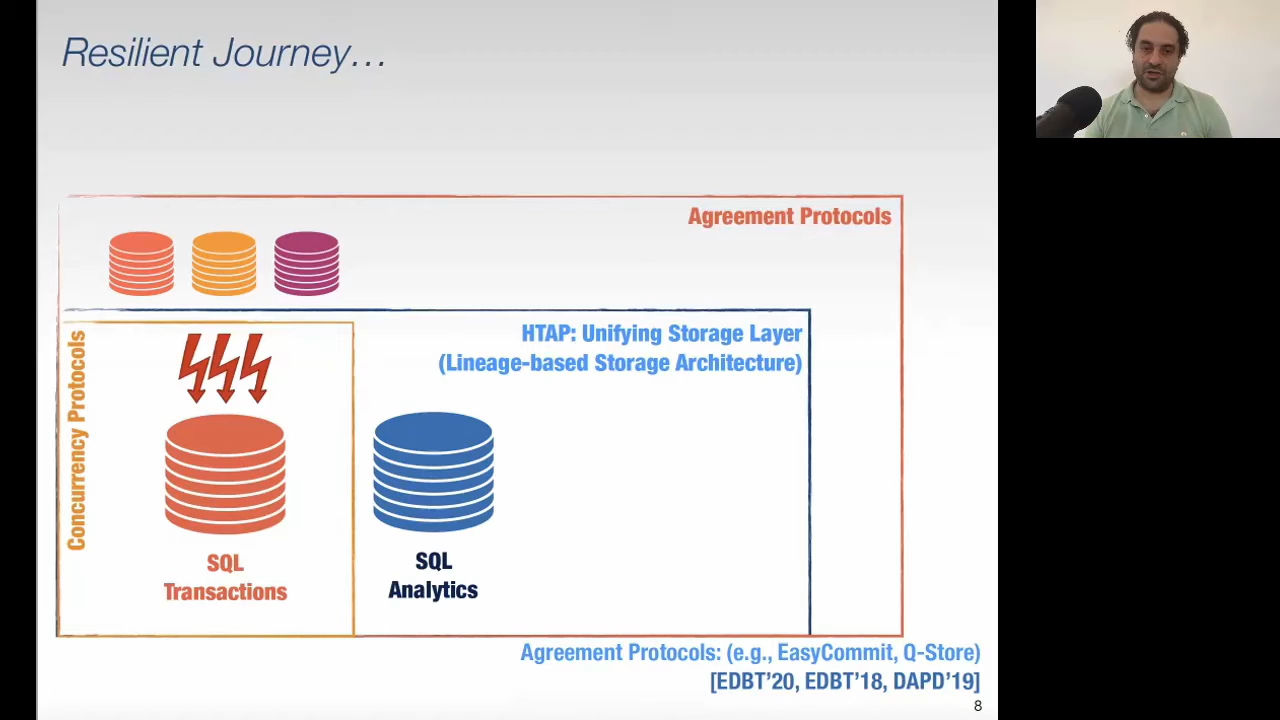 Resilient Journey...
Agreement Protocols
HTAP: Unifying Storage Layer
(Lineage-based Storage Architecture)
Concurrency Protocols
SQL
Transactions
SQL
Analytics
Agreement Protocols: (e.g., EasyCommit, Q-Store)
[EDBT’20, EDBT’18, DAPD’19]
8